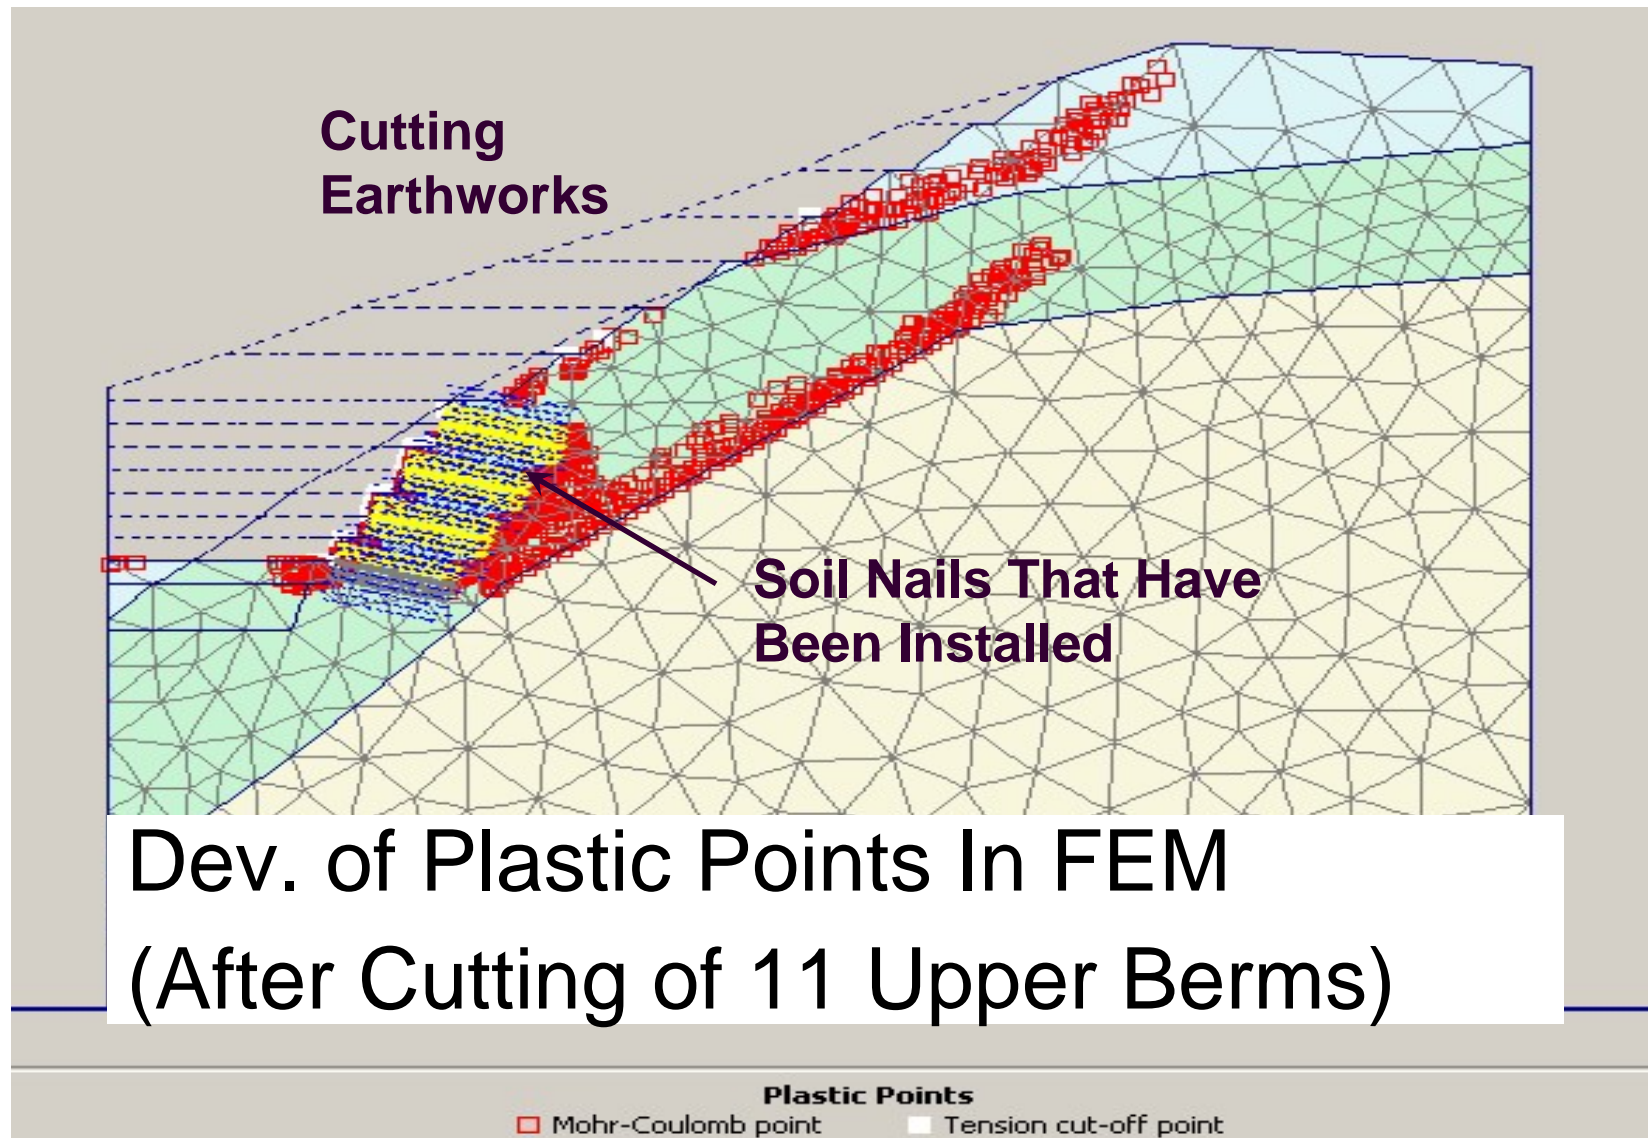 Cutting
Earthworks
Soil Nails That Have
Been Installed
Dev. of Plastic Points In FEM
(After Cutting of 11 Upper Berms)
Plastic Points
Mohr-Coulomb point
Tension cut-off point